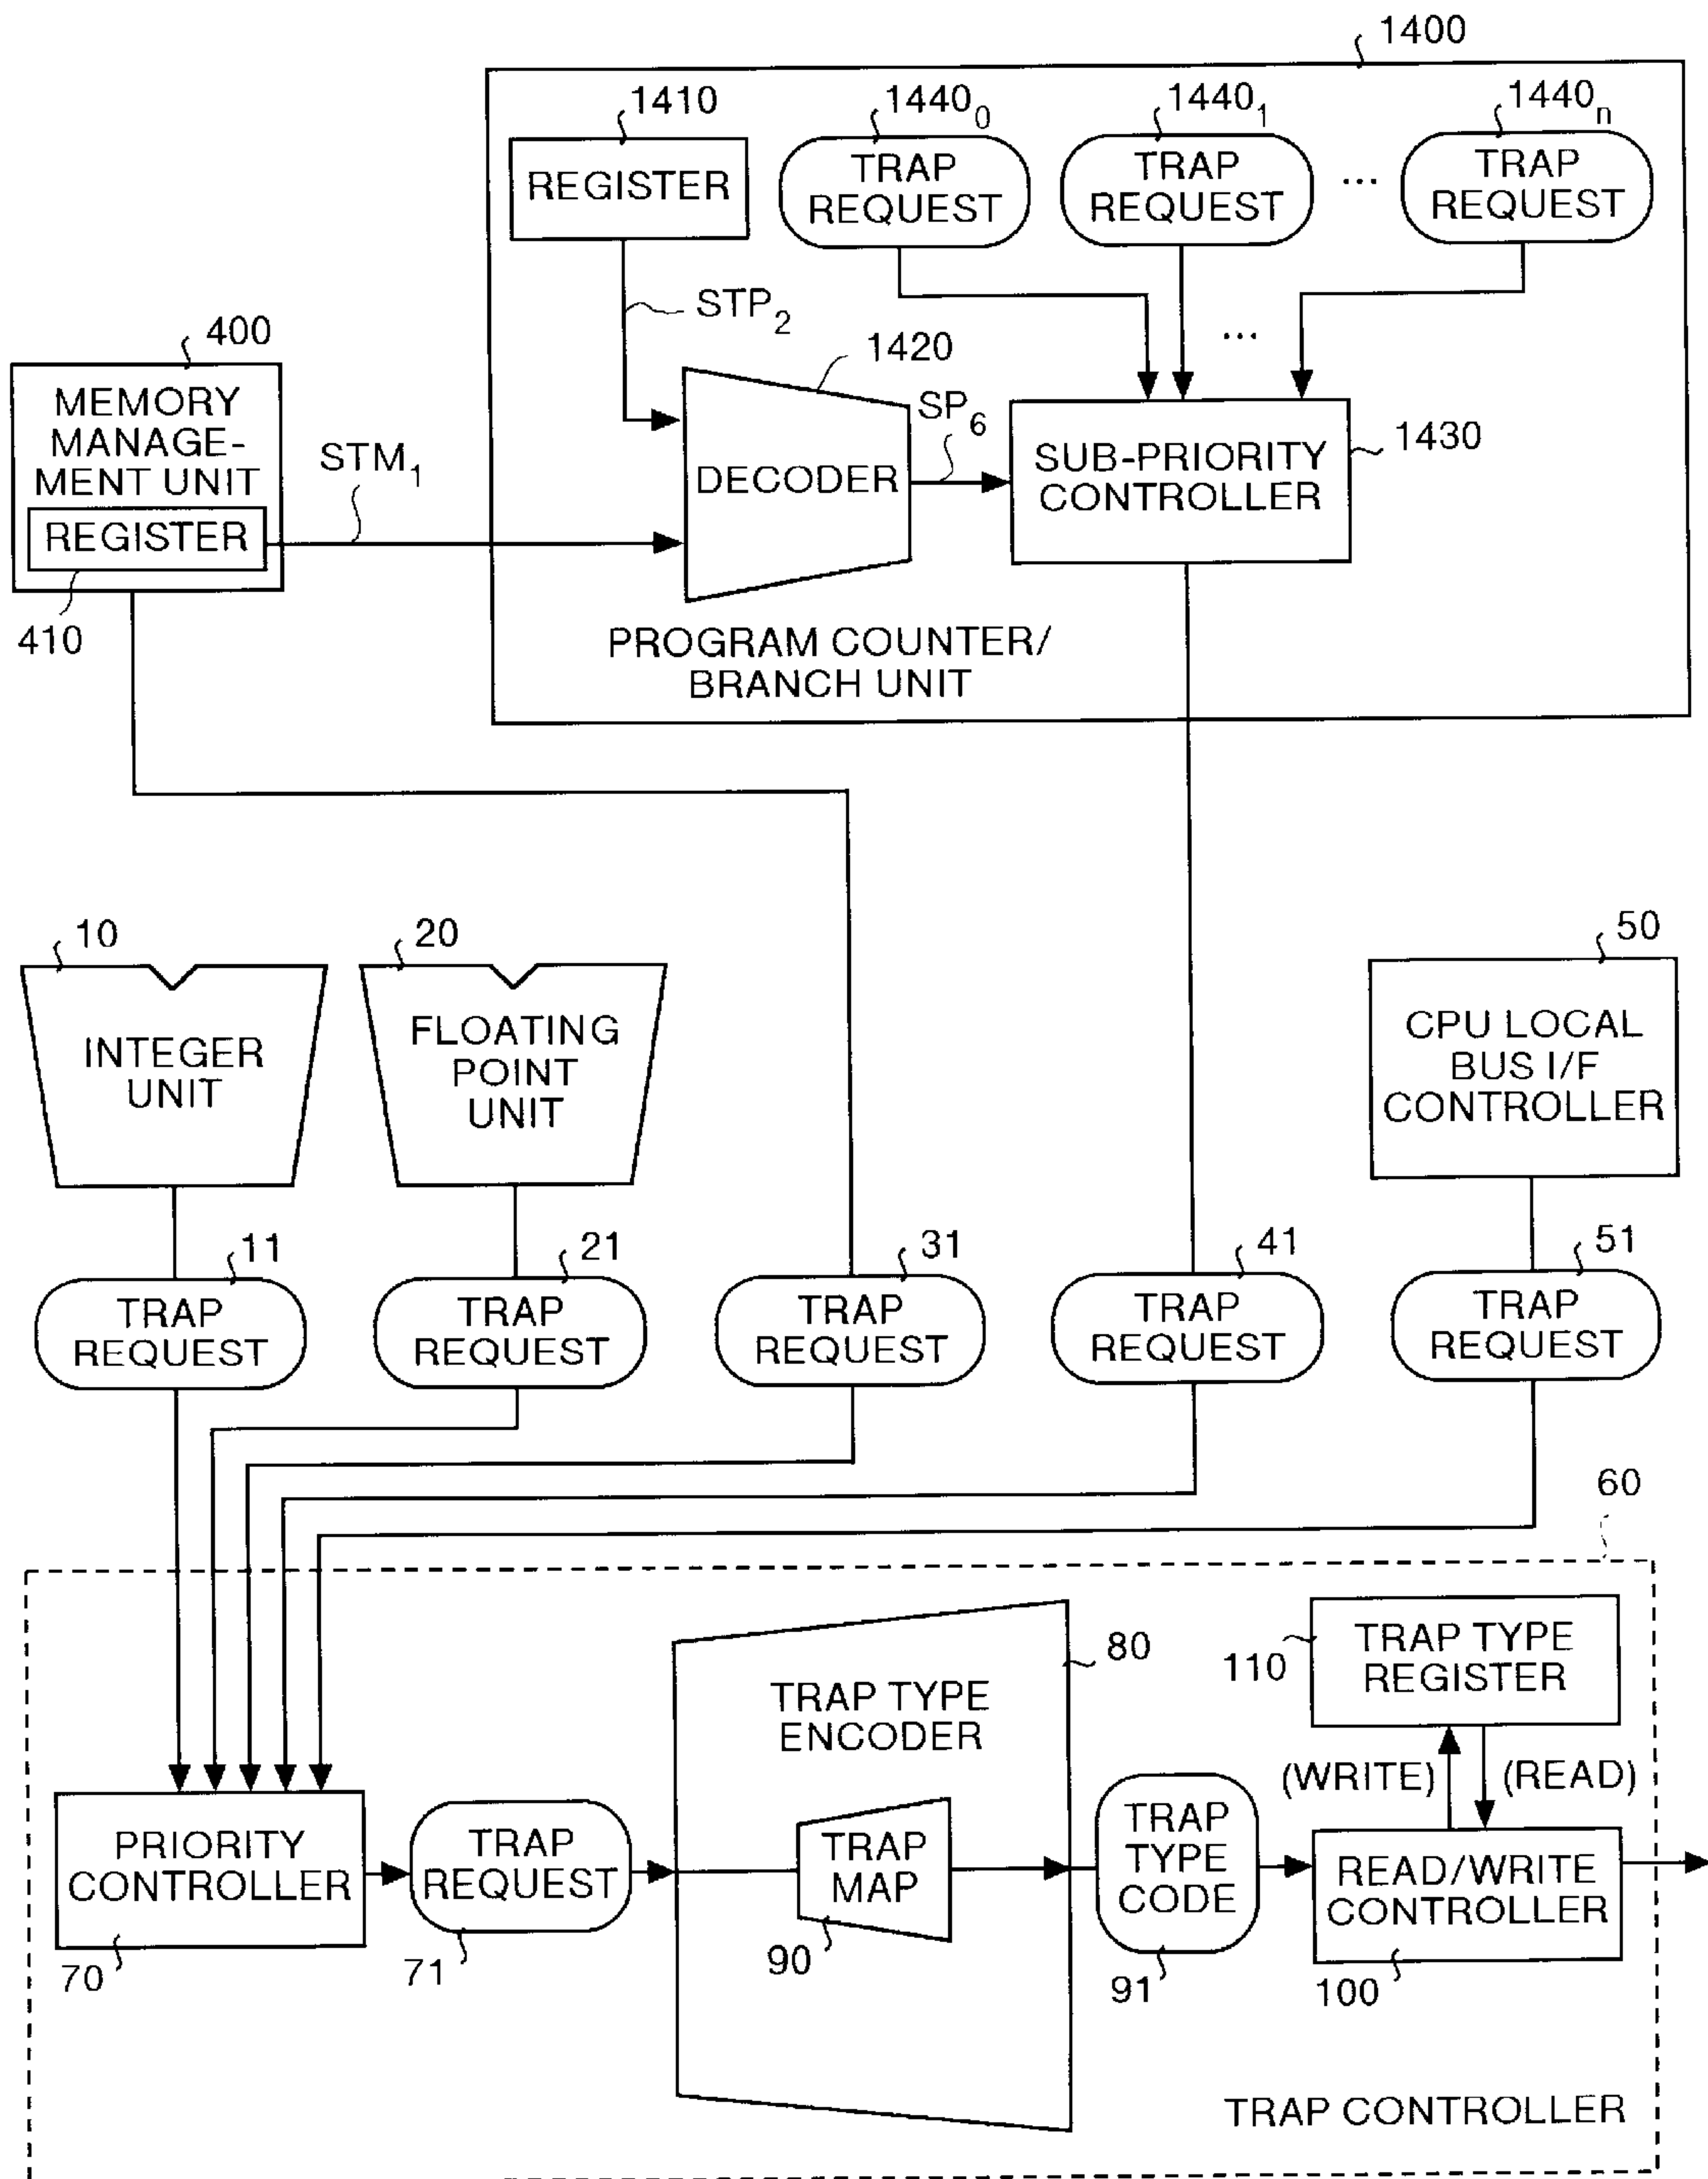 1400
1410
1440₀
1440₁
1440ₙ
REGISTER
TRAP
REQUEST
TRAP
REQUEST
...
TRAP
REQUEST
STP₂
...
400
1420
MEMORY
MANAGE-
MENT UNIT
REGISTER
410
STM₁
DECODER
SP₆
SUB-PRIORITY
CONTROLLER
1430
PROGRAM COUNTER/
BRANCH UNIT
10
20
50
INTEGER
UNIT
FLOATING
POINT
UNIT
CPU LOCAL
BUS I/F
CONTROLLER
11
21
31
41
51
TRAP
REQUEST
TRAP
REQUEST
TRAP
REQUEST
TRAP
REQUEST
TRAP
REQUEST
60
80
TRAP TYPE
ENCODER
110
TRAP TYPE
REGISTER
(WRITE)
(READ)
PRIORITY
CONTROLLER
70
TRAP
REQUEST
71
TRAP
MAP
90
TRAP
TYPE
CODE
91
READ/WRITE
CONTROLLER
100
TRAP CONTROLLER